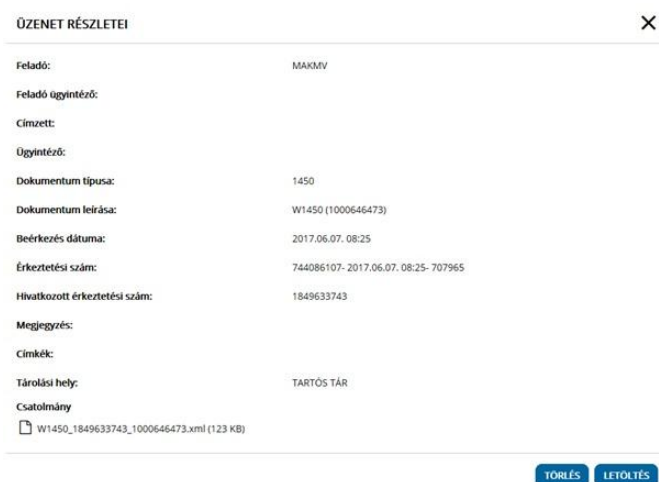 ÜZENET RÉSZLETEI
Feladó: MAKMV
Feladó ügyintéző:
Címzett:
Ügyintéző:
Dokumentum típusa: 1450
Dokumentum leírása: W1450 (1000646473)
Beérkezés dátuma: 2017.06.07. 08:25
Érkeztetési szám: 744086107- 2017.06.07. 08:25- 707965
Hivatkozott érkeztetési szám: 1849633743
Megjegyzés:
Címkék:
Tárolási hely: TARTÓS TÁR
Csatolmány
W1450_1849633743_1000646473.xml (123 KB)
TÖRLÉS LETÖLTÉS